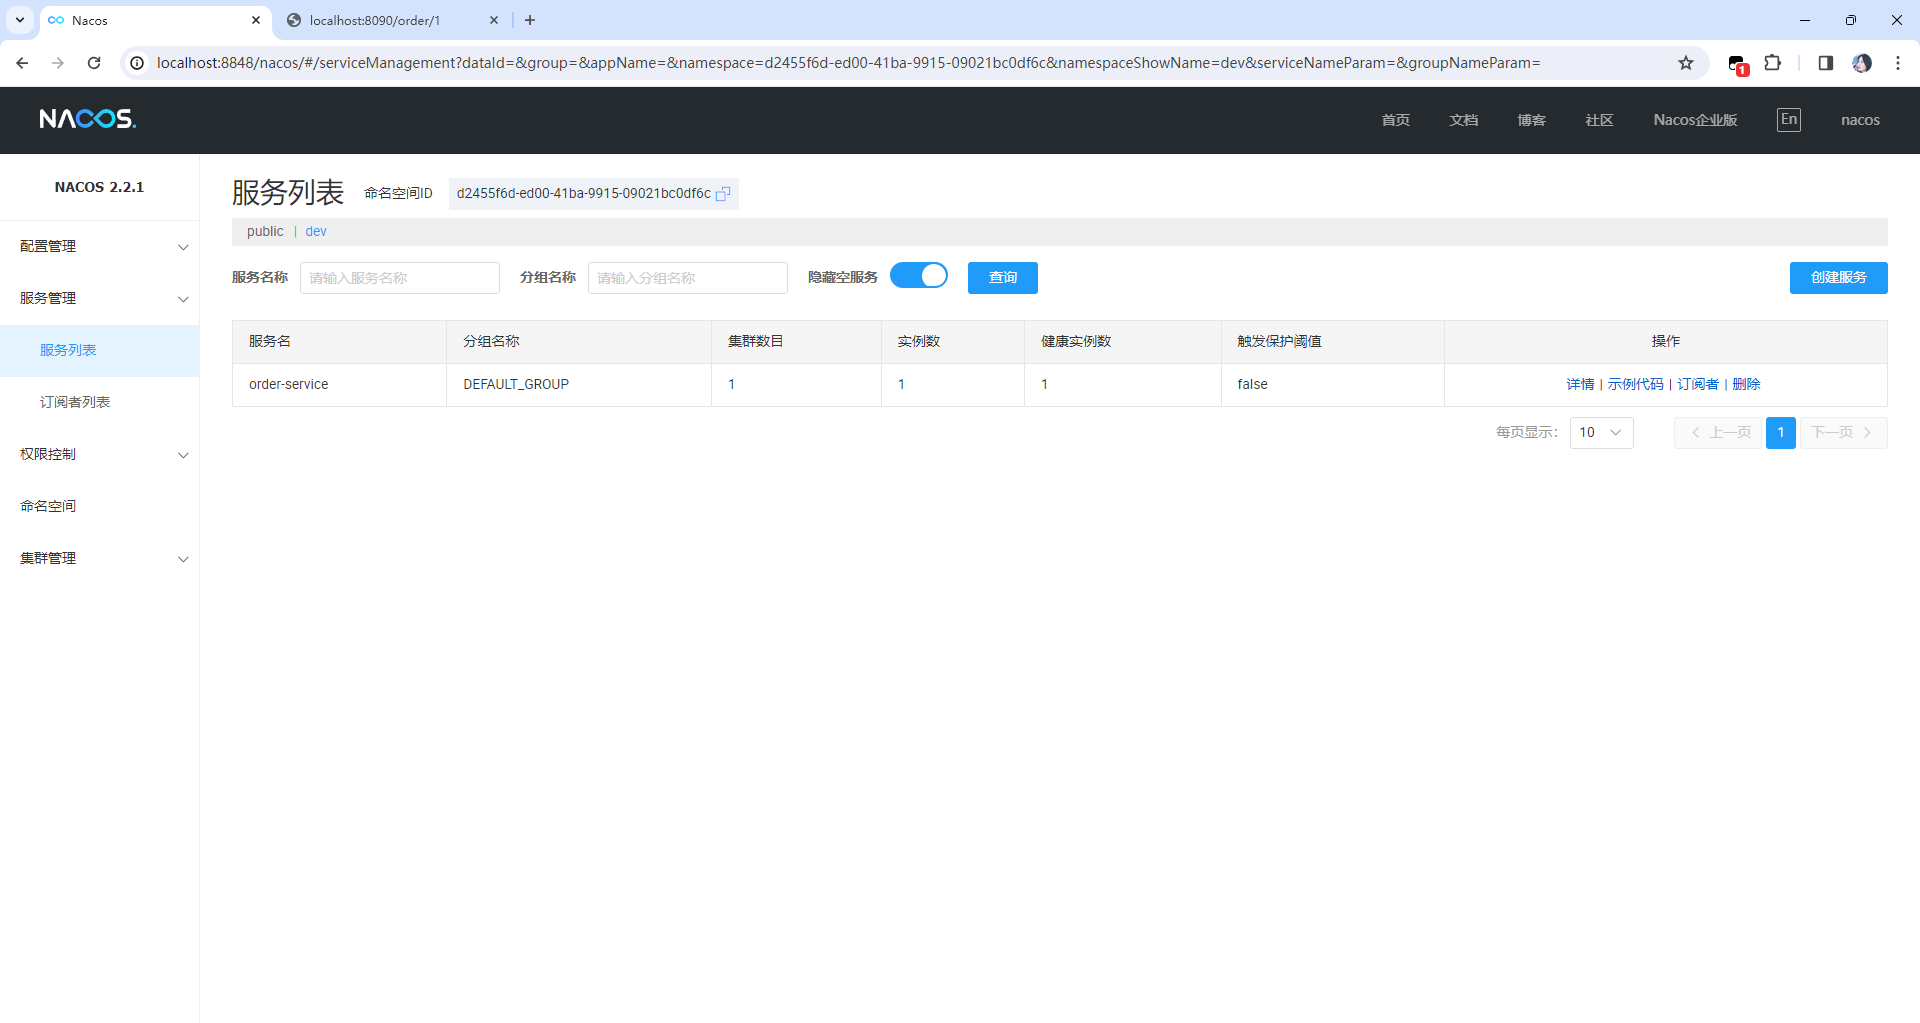 Nacos
localhost:8090/order/1
localhost:8848/nacos/#/serviceManagement?dataId=&group=&appName=&namespace=d2455f6d-ed00-41ba-9915-09021bc0df6c&namespaceShowName=dev&serviceNameParam=&groupNameParam=
1
NACOS.
首页 文档 博客 社区 Nacos企业版 En nacos
NACOS 2.2.1
配置管理
服务管理
服务列表
订阅者列表
权限控制
命名空间
集群管理
服务列表 命名空间ID d2455f6d-ed00-41ba-9915-09021bc0df6c
public | dev
服务名称 请输入服务名称 分组名称 请输入分组名称 隐藏空服务 查询 创建服务
服务名 分组名称 集群数目 实例数 健康实例数 触发保护阈值 操作
order-service DEFAULT_GROUP 1 1 1 false 详情 | 示例代码 | 订阅者 | 删除
每页显示: 10 上一页 1 下一页